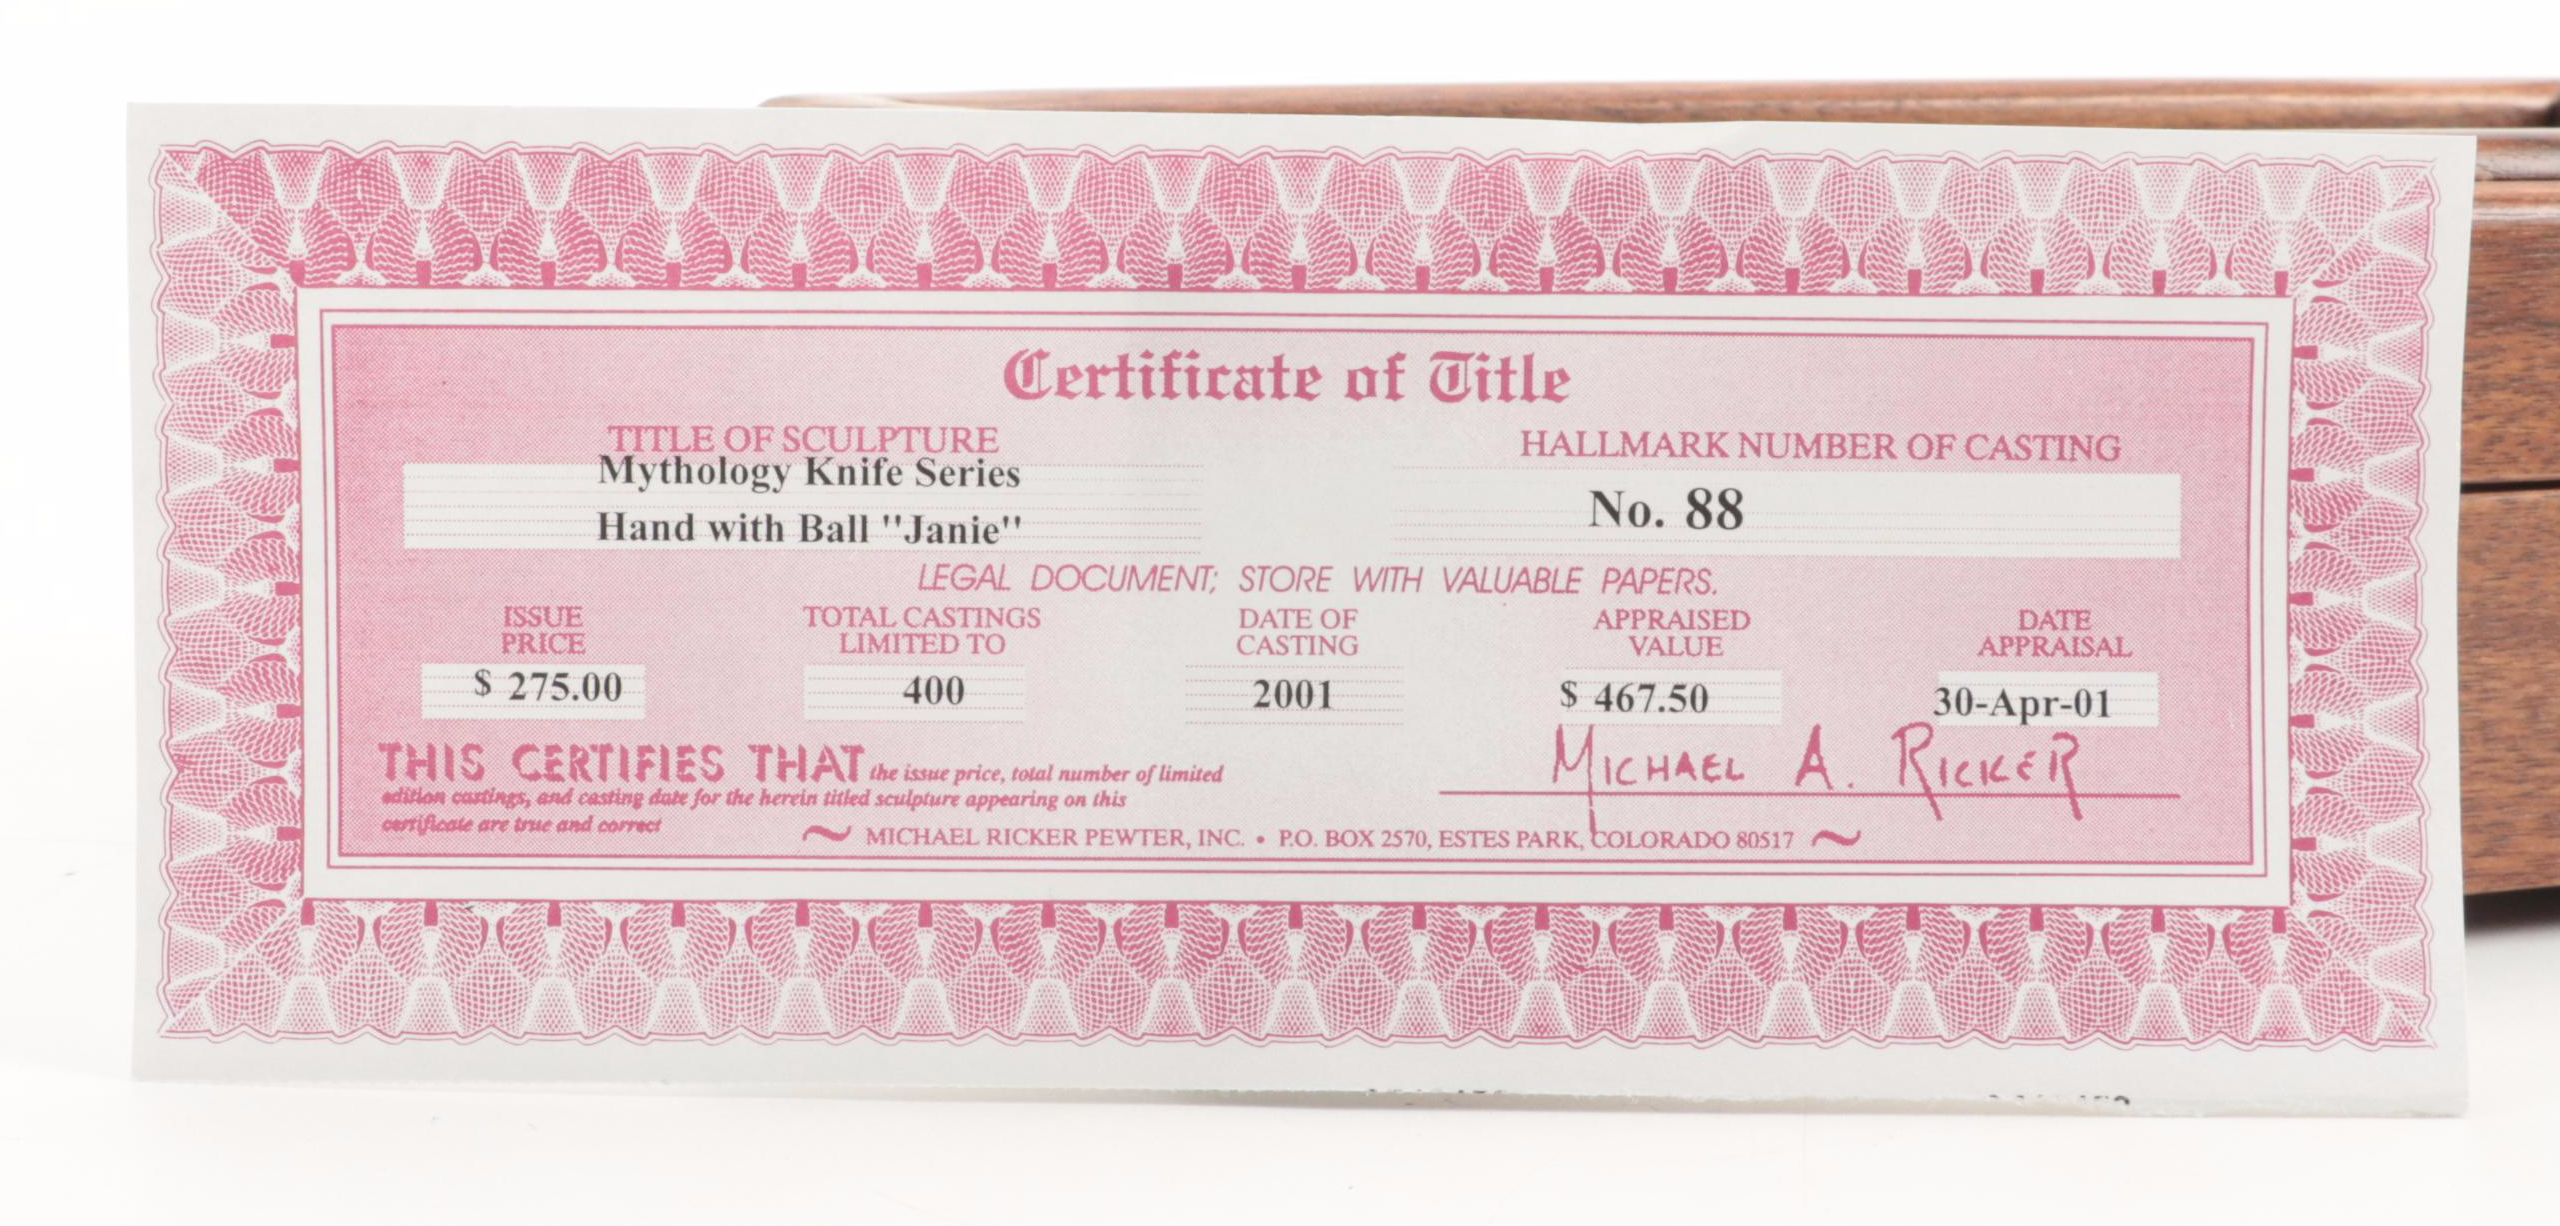 Certificate of Title
TITLE OF SCULPTURE
Mythology Knife Series
Hand with Ball "Janie"
HALLMARK NUMBER OF CASTING
No. 88
LEGAL DOCUMENT; STORE WITH VALUABLE PAPERS.
ISSUE
PRICE
$ 275.00
TOTAL CASTINGS
LIMITED TO
400
DATE OF
CASTING
2001
APPRAISED
VALUE
$ 467.50
DATE
APPRAISAL
30-Apr-01
THIS CERTIFIES THAT the issue price, total number of limited
edition castings, and casting date for the herein titled sculpture appearing on this
certificate are true and correct
MICHAEL A. RICKER
~ MICHAEL RICKER PEWTER, INC. • P.O. BOX 2570, ESTES PARK, COLORADO 80517 ~